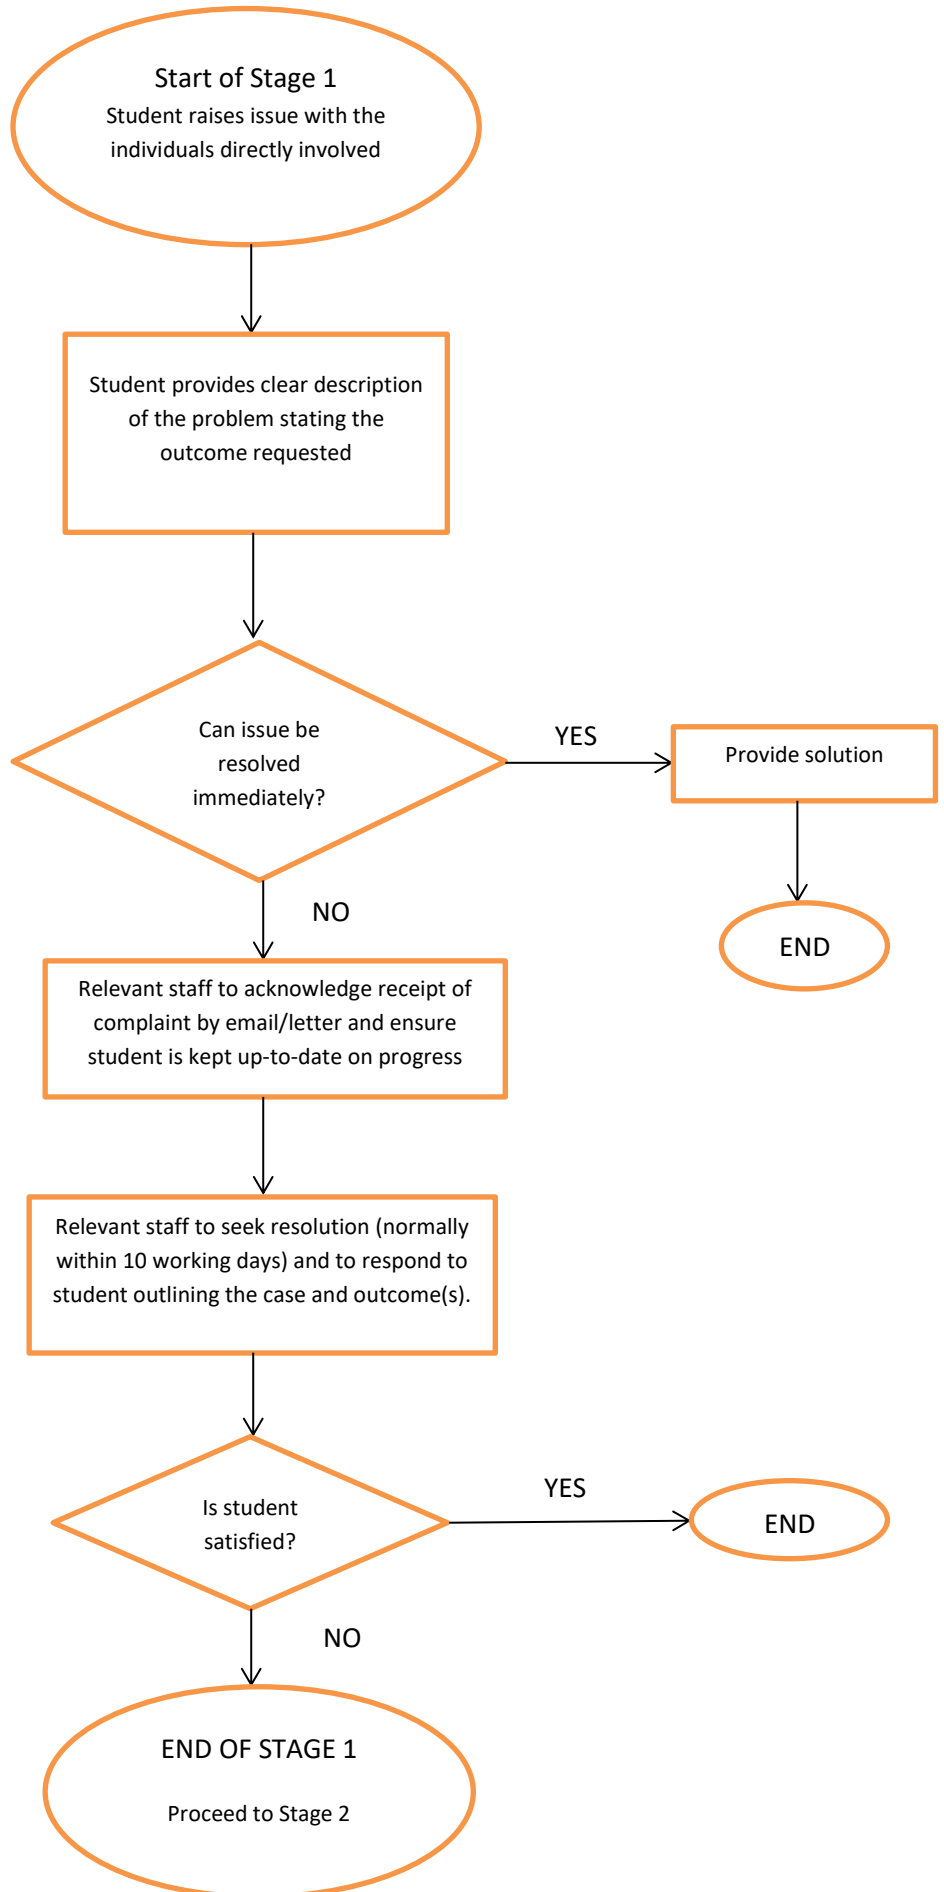 Start of Stage 1
Student raises issue with the
individuals directly involved
Student provides clear description
of the problem stating the
outcome requested
Can issue be
resolved
immediately?
YES
Provide solution
END
NO
Relevant staff to acknowledge receipt of
complaint by email/letter and ensure
student is kept up-to-date on progress
Relevant staff to seek resolution (normally
within 10 working days) and to respond to
student outlining the case and outcome(s).
Is student
satisfied?
YES
END
NO
END OF STAGE 1
Proceed to Stage 2